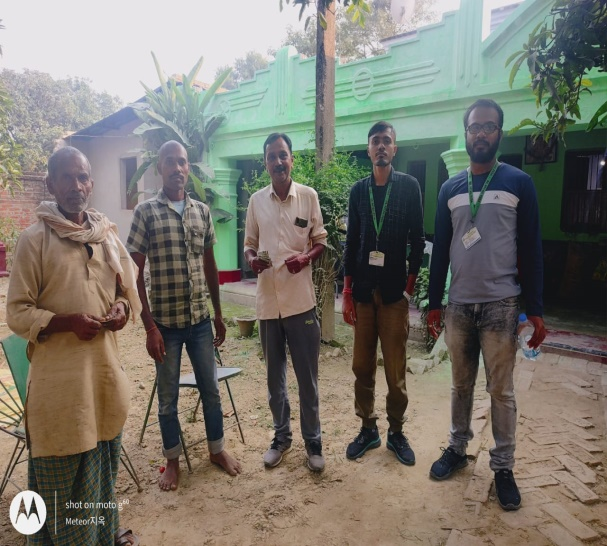 shot on moto g⁶⁰
Meteor지옥